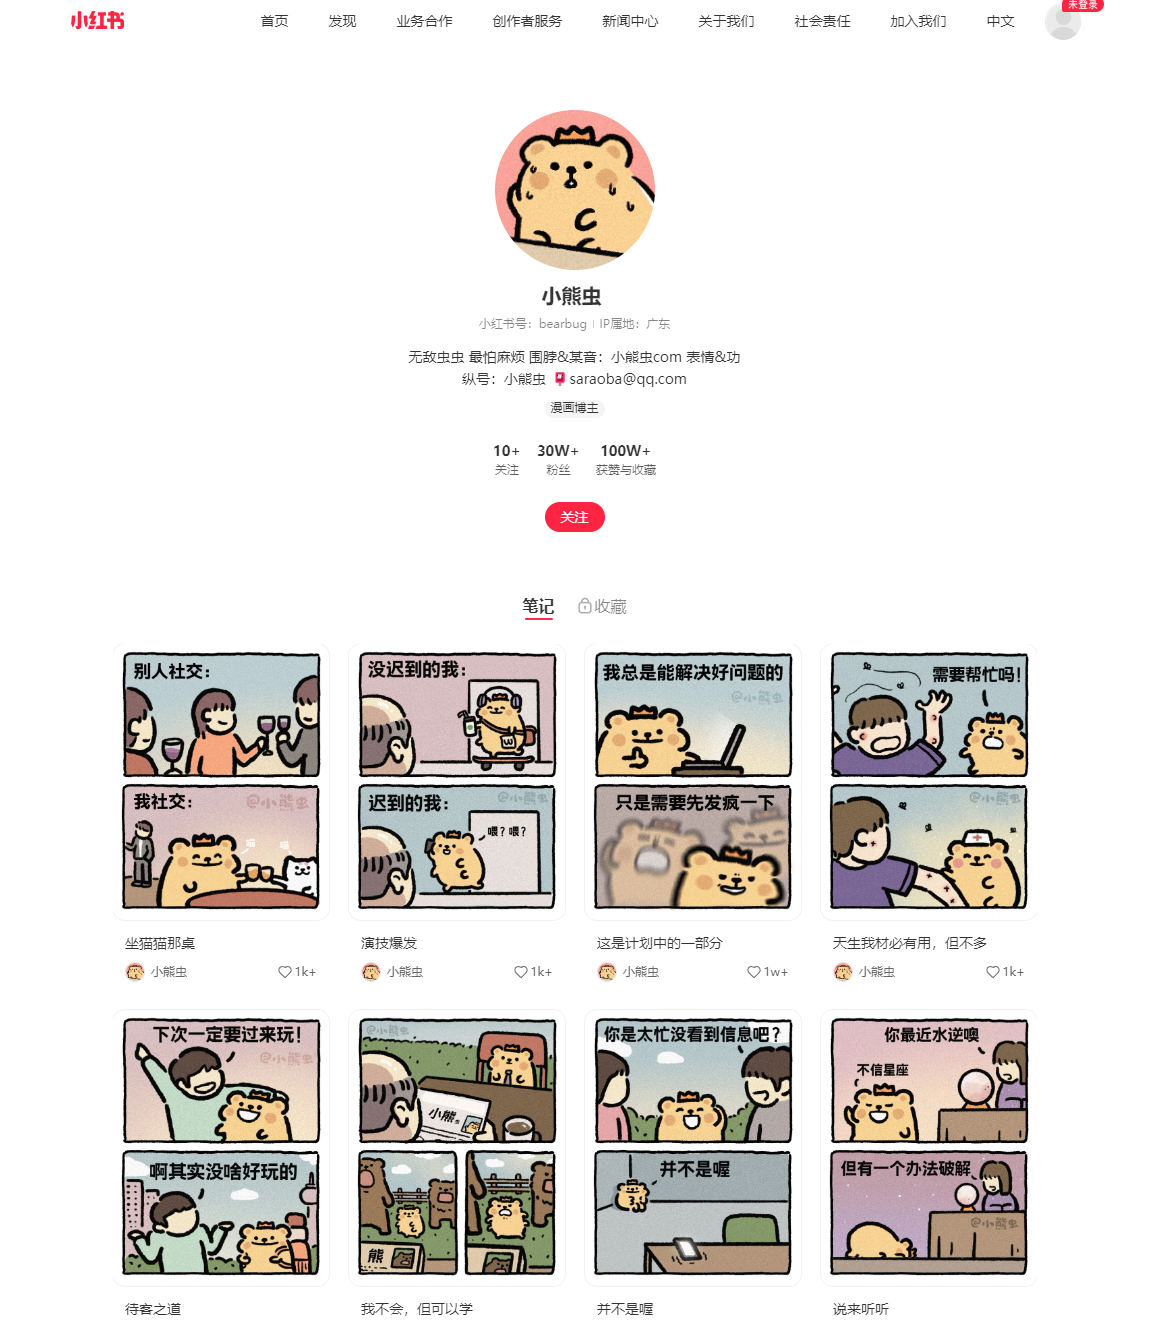 小红书
首页 发现 业务合作 创作者服务 新闻中心 关于我们 社会责任 加入我们 中文 未登录
小熊虫
小红书号：bearbug IP属地：广东
无敌虫虫 最怕麻烦 围脖&某音：小熊虫com 表情&功
纵号：小熊虫 📮saraoba@qq.com
漫画博主
10+ 30W+ 100W+
关注 粉丝 获赞与收藏
关注
笔记 收藏
别人社交：
我社交：
@小熊虫
喵
喵
没迟到的我：
迟到的我：
@小熊虫
喂？喂？
我总是能解决好问题的
@小熊虫
只是需要先发疯一下
需要帮忙吗！
@小熊虫
坐猫猫那桌
小熊虫 1k+
演技爆发
小熊虫 1k+
这是计划中的一部分
小熊虫 1w+
天生我材必有用，但不多
小熊虫 1k+
下次一定要过来玩！
@小熊虫
啊其实没啥好玩的
@小熊虫
小熊虫
熊
你是太忙没看到信息吧？
并不是喔
你最近水逆噢
不信星座
但有一个办法破解
@小熊虫
待客之道
我不会，但可以学
并不是喔
说来听听